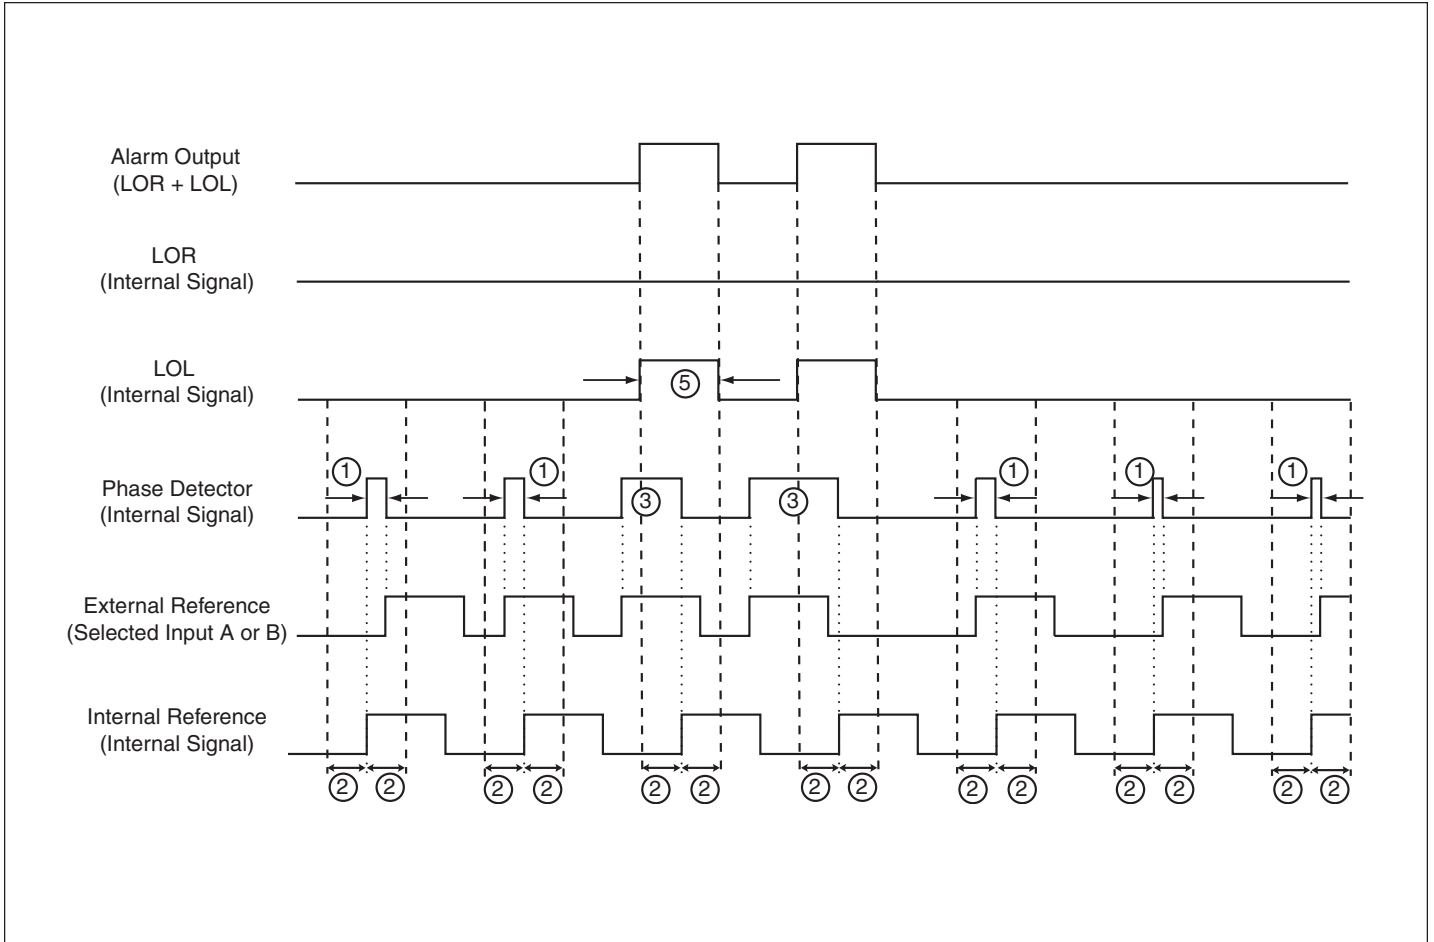 Alarm Output
(LOR + LOL)
LOR
(Internal Signal)
LOL
(Internal Signal)
5
1
1
1
1
1
Phase Detector
(Internal Signal)
3
3
External Reference
(Selected Input A or B)
Internal Reference
(Internal Signal)
2
2
2
2
2
2
2
2
2
2
2
2
2
2